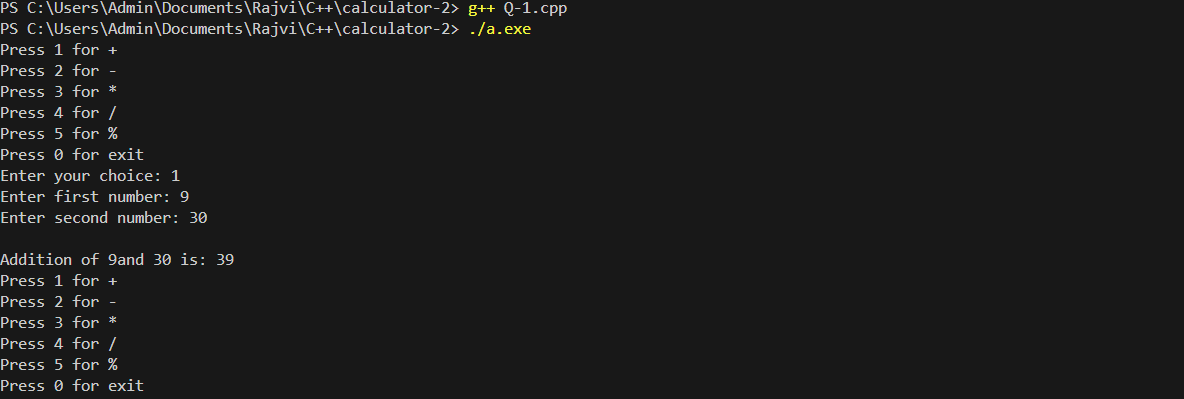 PS C:\Users\Admin\Documents\Rajvi\C++\calculator-2> g++ Q-1.cpp
PS C:\Users\Admin\Documents\Rajvi\C++\calculator-2> ./a.exe
Press 1 for +
Press 2 for -
Press 3 for *
Press 4 for /
Press 5 for %
Press 0 for exit
Enter your choice: 1
Enter first number: 9
Enter second number: 30

Addition of 9and 30 is: 39
Press 1 for +
Press 2 for -
Press 3 for *
Press 4 for /
Press 5 for %
Press 0 for exit